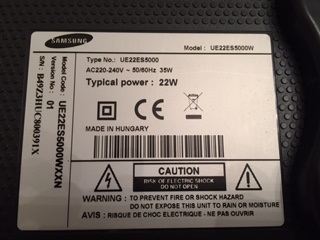 SAMSUNG
Model : UE22ES5000W
Type No.: UE22ES5000
AC220-240V ~ 50/60Hz 35W
Typical power : 22W
Model Code : UE22ES5000WXXN
Version No : 01
S/N : B49Z3HUC800391X
MADE IN HUNGARY
CAUTION
RISK OF ELECTRIC SHOCK
DO NOT OPEN
WARNING : TO PREVENT FIRE OR SHOCK HAZARD
DO NOT EXPOSE THIS UNIT TO RAIN OR MOISTURE
AVIS : RISQUE DE CHOC ELECTRIQUE - NE PAS OUVRIR